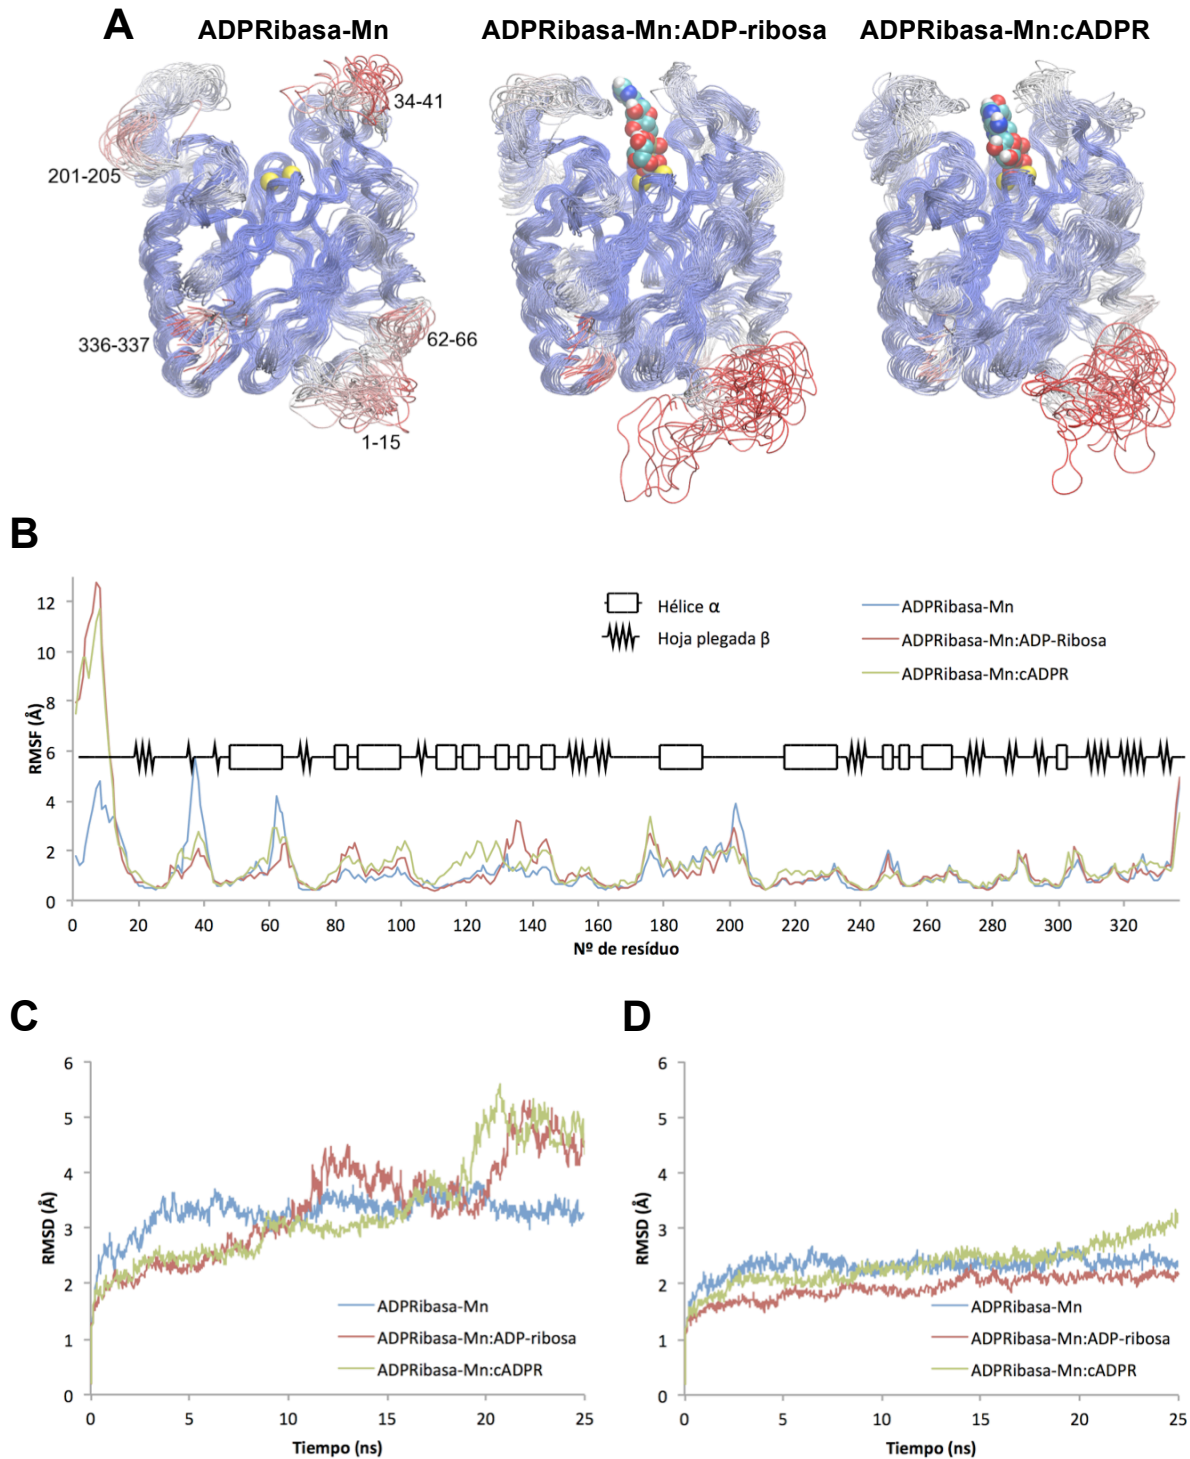 A
ADPRibasa-Mn
ADPRibasa-Mn:ADP-ribosa
ADPRibasa-Mn:cADPR
34-41
201-205
336-337
62-66
1-15
B
RMSF (Å)
12
10
8
6
4
2
0
0 20 40 60 80 100 120 140 160 180 200 220 240 260 280 300 320
Nº de resíduo
Hélice α
Hoja plegada β
ADPRibasa-Mn
ADPRibasa-Mn:ADP-Ribosa
ADPRibasa-Mn:cADPR
C
RMSD (Å)
6
5
4
3
2
1
0
0 5 10 15 20 25
Tiempo (ns)
ADPRibasa-Mn
ADPRibasa-Mn:ADP-ribosa
ADPRibasa-Mn:cADPR
D
RMSD (Å)
6
5
4
3
2
1
0
0 5 10 15 20 25
Tiempo (ns)
ADPRibasa-Mn
ADPRibasa-Mn:ADP-ribosa
ADPRibasa-Mn:cADPR